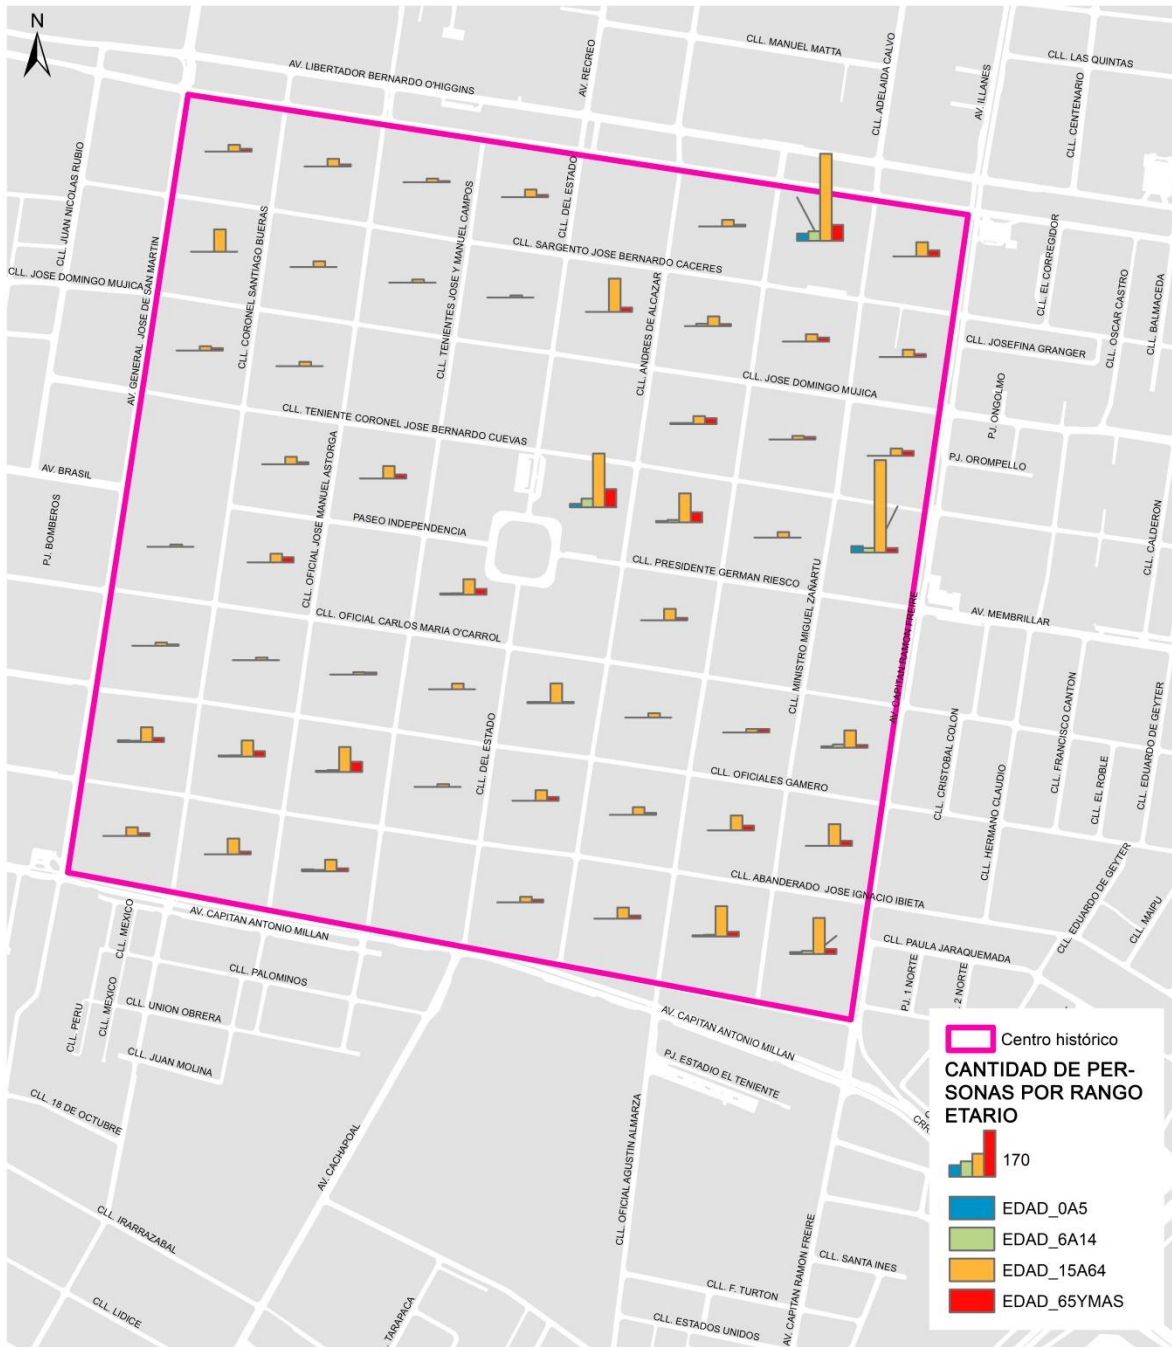 N
CLL. MANUEL MATTA
CLL. LAS QUINTAS
AV. LIBERTADOR BERNARDO O'HIGGINS
AV. RECREO
CLL. ADELAIDA CALVO
AV. ILLANES
CLL. CENTENARIO
CLL. JUAN NICOLAS RUBIO
CLL. DEL ESTADO
CLL. TENIENTES JOSE Y MANUEL CAMPOS
CLL. CORONEL SANTIAGO BUERAS
AV. GENERAL JOSE DE SAN MARTIN
CLL. SARGENTO JOSE BERNARDO CACERES
CLL. EL CORREGIDOR
CLL. JOSE DOMINGO MUJICA
CLL. ANDRES DE ALCAZAR
CLL. OSCAR CASTRO
CLL. BALMACEDA
CLL. JOSEFINA GRANGER
CLL. JOSE DOMINGO MUJICA
PJ. ONGOLMO
CLL. TENIENTE CORONEL JOSE BERNARDO CUEVAS
PJ. OROMPELLO
AV. BRASIL
CLL. OFICIAL JOSE MANUEL ASTORGA
PJ. BOMBEROS
PASEO INDEPENDENCIA
CLL. CALDERON
CLL. PRESIDENTE GERMAN RIESCO
CLL. MINISTRO MIGUEL ZAÑARTU
AV. CAPITAN RAMON FREIRE
AV. MEMBRILLAR
CLL. OFICIAL CARLOS MARIA O'CARROL
CLL. DEL ESTADO
CLL. CRISTOBAL COLON
CLL. FRANCISCO CANTON
CLL. EDUARDO DE GEYTER
CLL. OFICIALES GAMERO
CLL. HERMANO CLAUDIO
CLL. EL ROBLE
CLL. ABANDERADO JOSE IGNACIO IBIETA
CLL. EDUARDO DE GEYTER
CLL. MAIPU
CLL. MEXICO
AV. CAPITAN ANTONIO MILLAN
CLL. PAULA JARAQUEMADA
CLL. PALOMINOS
PJ. 1 NORTE
2 NORTE
CLL. PERU
CLL. MEXICO
CLL. UNION OBRERA
AV. CAPITAN ANTONIO MILLAN
CLL. JUAN MOLINA
PJ. ESTADIO EL TENIENTE
CLL. 18 DE OCTUBRE
AV. CACHAPOAL
CLL. OFICIAL AGUSTIN ALMARZA
CLL. IRARRAZABAL
AV. CAPITAN RAMON FREIRE
CLL. SANTA INES
CLL. LIDICE
TARAPACA
CLL. F. TURTON
CLL. ESTADOS UNIDOS
Centro histórico
CANTIDAD DE PER-
SONAS POR RANGO
ETARIO
170
EDAD_0A5
EDAD_6A14
EDAD_15A64
EDAD_65YMAS